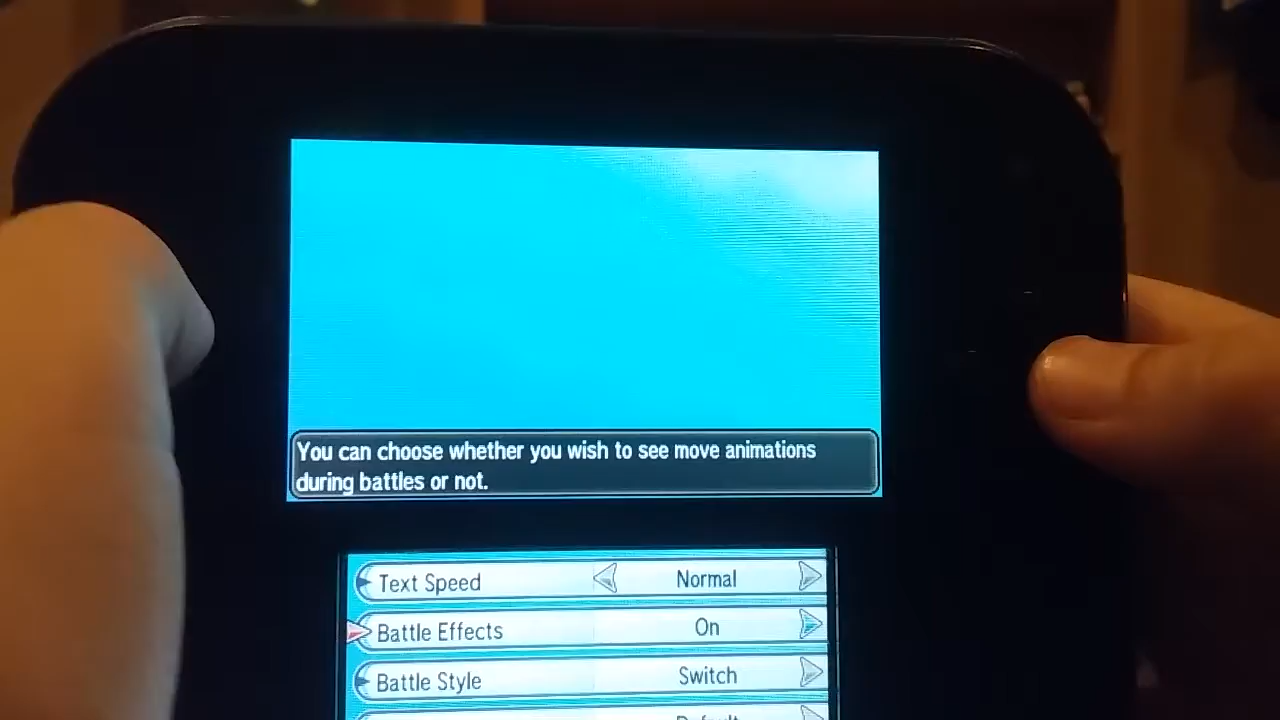 You can choose whether you wish to see move animations
during battles or not.
Text Speed Normal
Battle Effects On
Battle Style Switch
Default